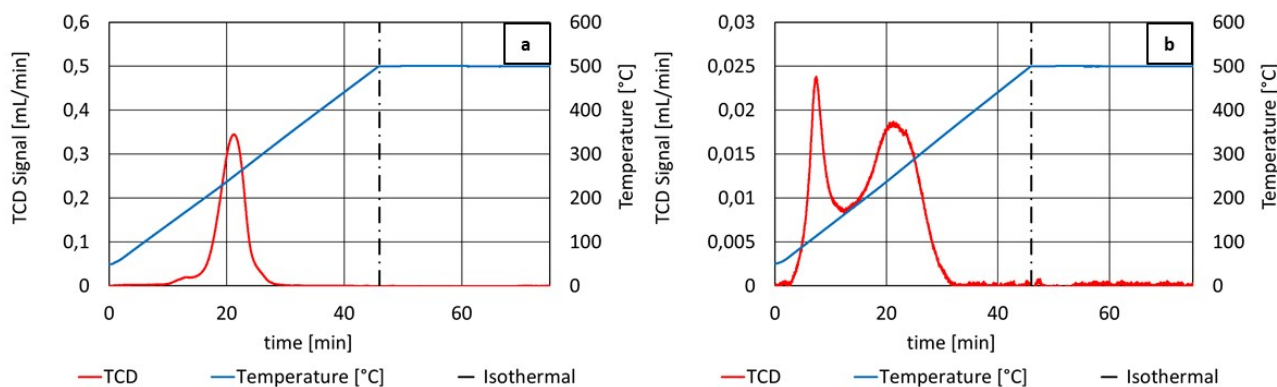 0,6
0,5
0,4
0,3
0,2
0,1
0
TCD Signal [mL/min]
a
600
500
400
300
200
100
0
Temperature [°C]
0 20 40 60
time [min]
TCD Temperature [°C] Isothermal
0,03
0,025
0,02
0,015
0,01
0,005
0
TCD Signal [mL/min]
b
600
500
400
300
200
100
0
Temperature [°C]
0 20 40 60
time [min]
TCD Temperature [°C] Isothermal